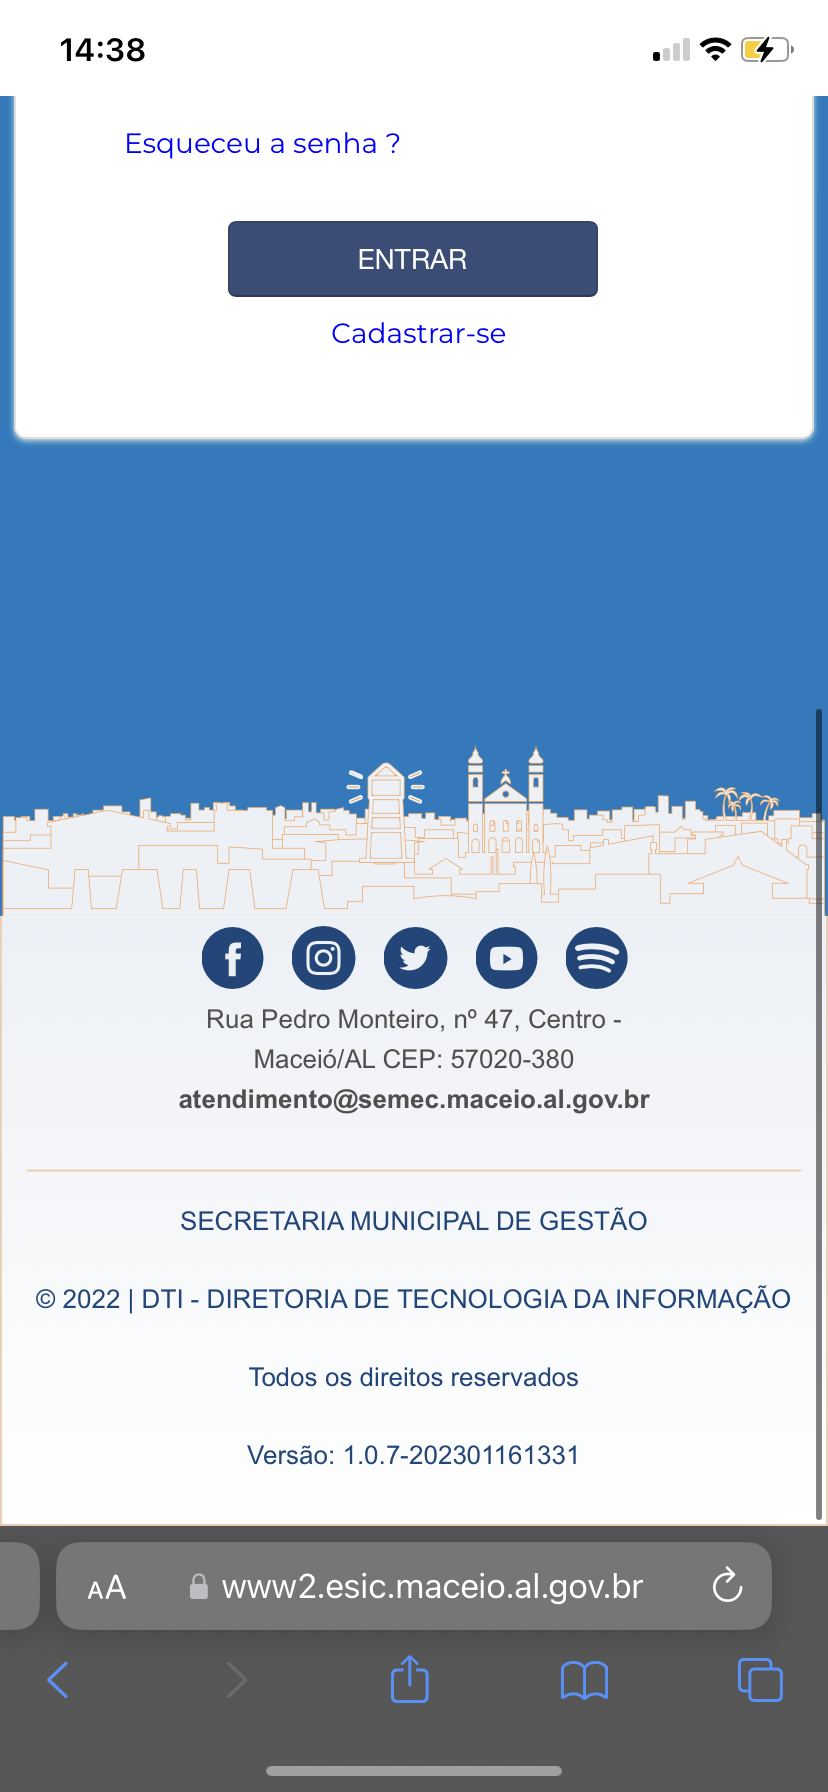 14:38
Esqueceu a senha ?
ENTRAR
Cadastrar-se
Rua Pedro Monteiro, nº 47, Centro -
Maceió/AL CEP: 57020-380
atendimento@semec.maceio.al.gov.br
SECRETARIA MUNICIPAL DE GESTÃO
© 2022 | DTI - DIRETORIA DE TECNOLOGIA DA INFORMAÇÃO
Todos os direitos reservados
Versão: 1.0.7-202301161331
AA www2.esic.maceio.al.gov.br